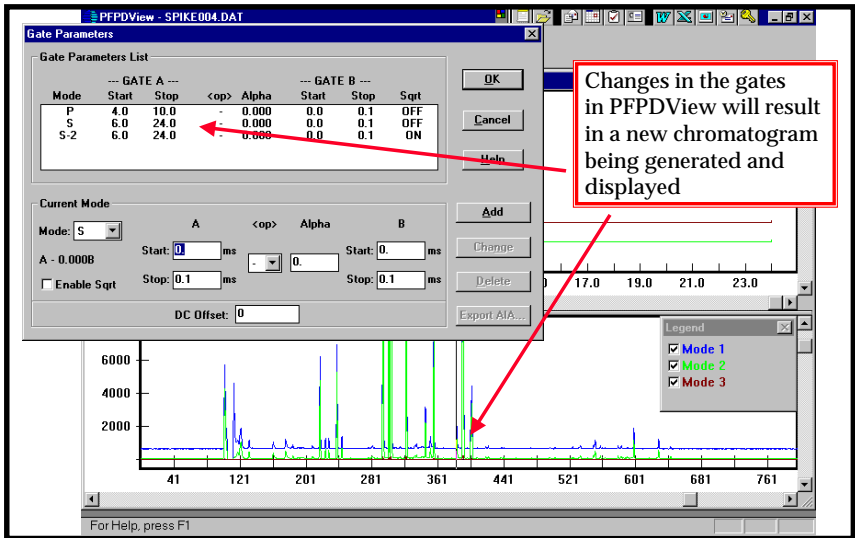 PFPDView - SPIKE004.DAT
Gate Parameters
Gate Parameters List
--- GATE A --- --- GATE B ---
Mode Start Stop <op> Alpha Start Stop Sqrt
P 4.0 10.0 - 0.000 0.0 0.1 OFF
S 6.0 24.0 - 0.000 0.0 0.1 OFF
S-2 6.0 24.0 - 0.000 0.0 0.1 ON
OK
Cancel
Help
Changes in the gates
in PFPDView will result
in a new chromatogram
being generated and
displayed
Current Mode
Mode: S
A <op> Alpha B
Start: 0. ms - 0. Start: 0. ms
A - 0.000B
Enable Sqrt
Stop: 0.1 ms Stop: 0.1 ms
DC Offset: 0
Add
Change
Delete
Export AIA...
17.0 19.0 21.0 23.0
Legend
Mode 1
Mode 2
Mode 3
6000
4000
2000
41 121 201 281 361 441 521 601 681 761
For Help, press F1